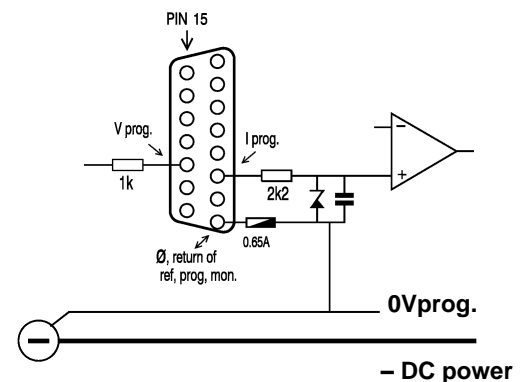 PIN 15
V prog.
I prog.
1k
2k2
0.65A
Ø, return of
ref, prog, mon.
0Vprog.
– DC power